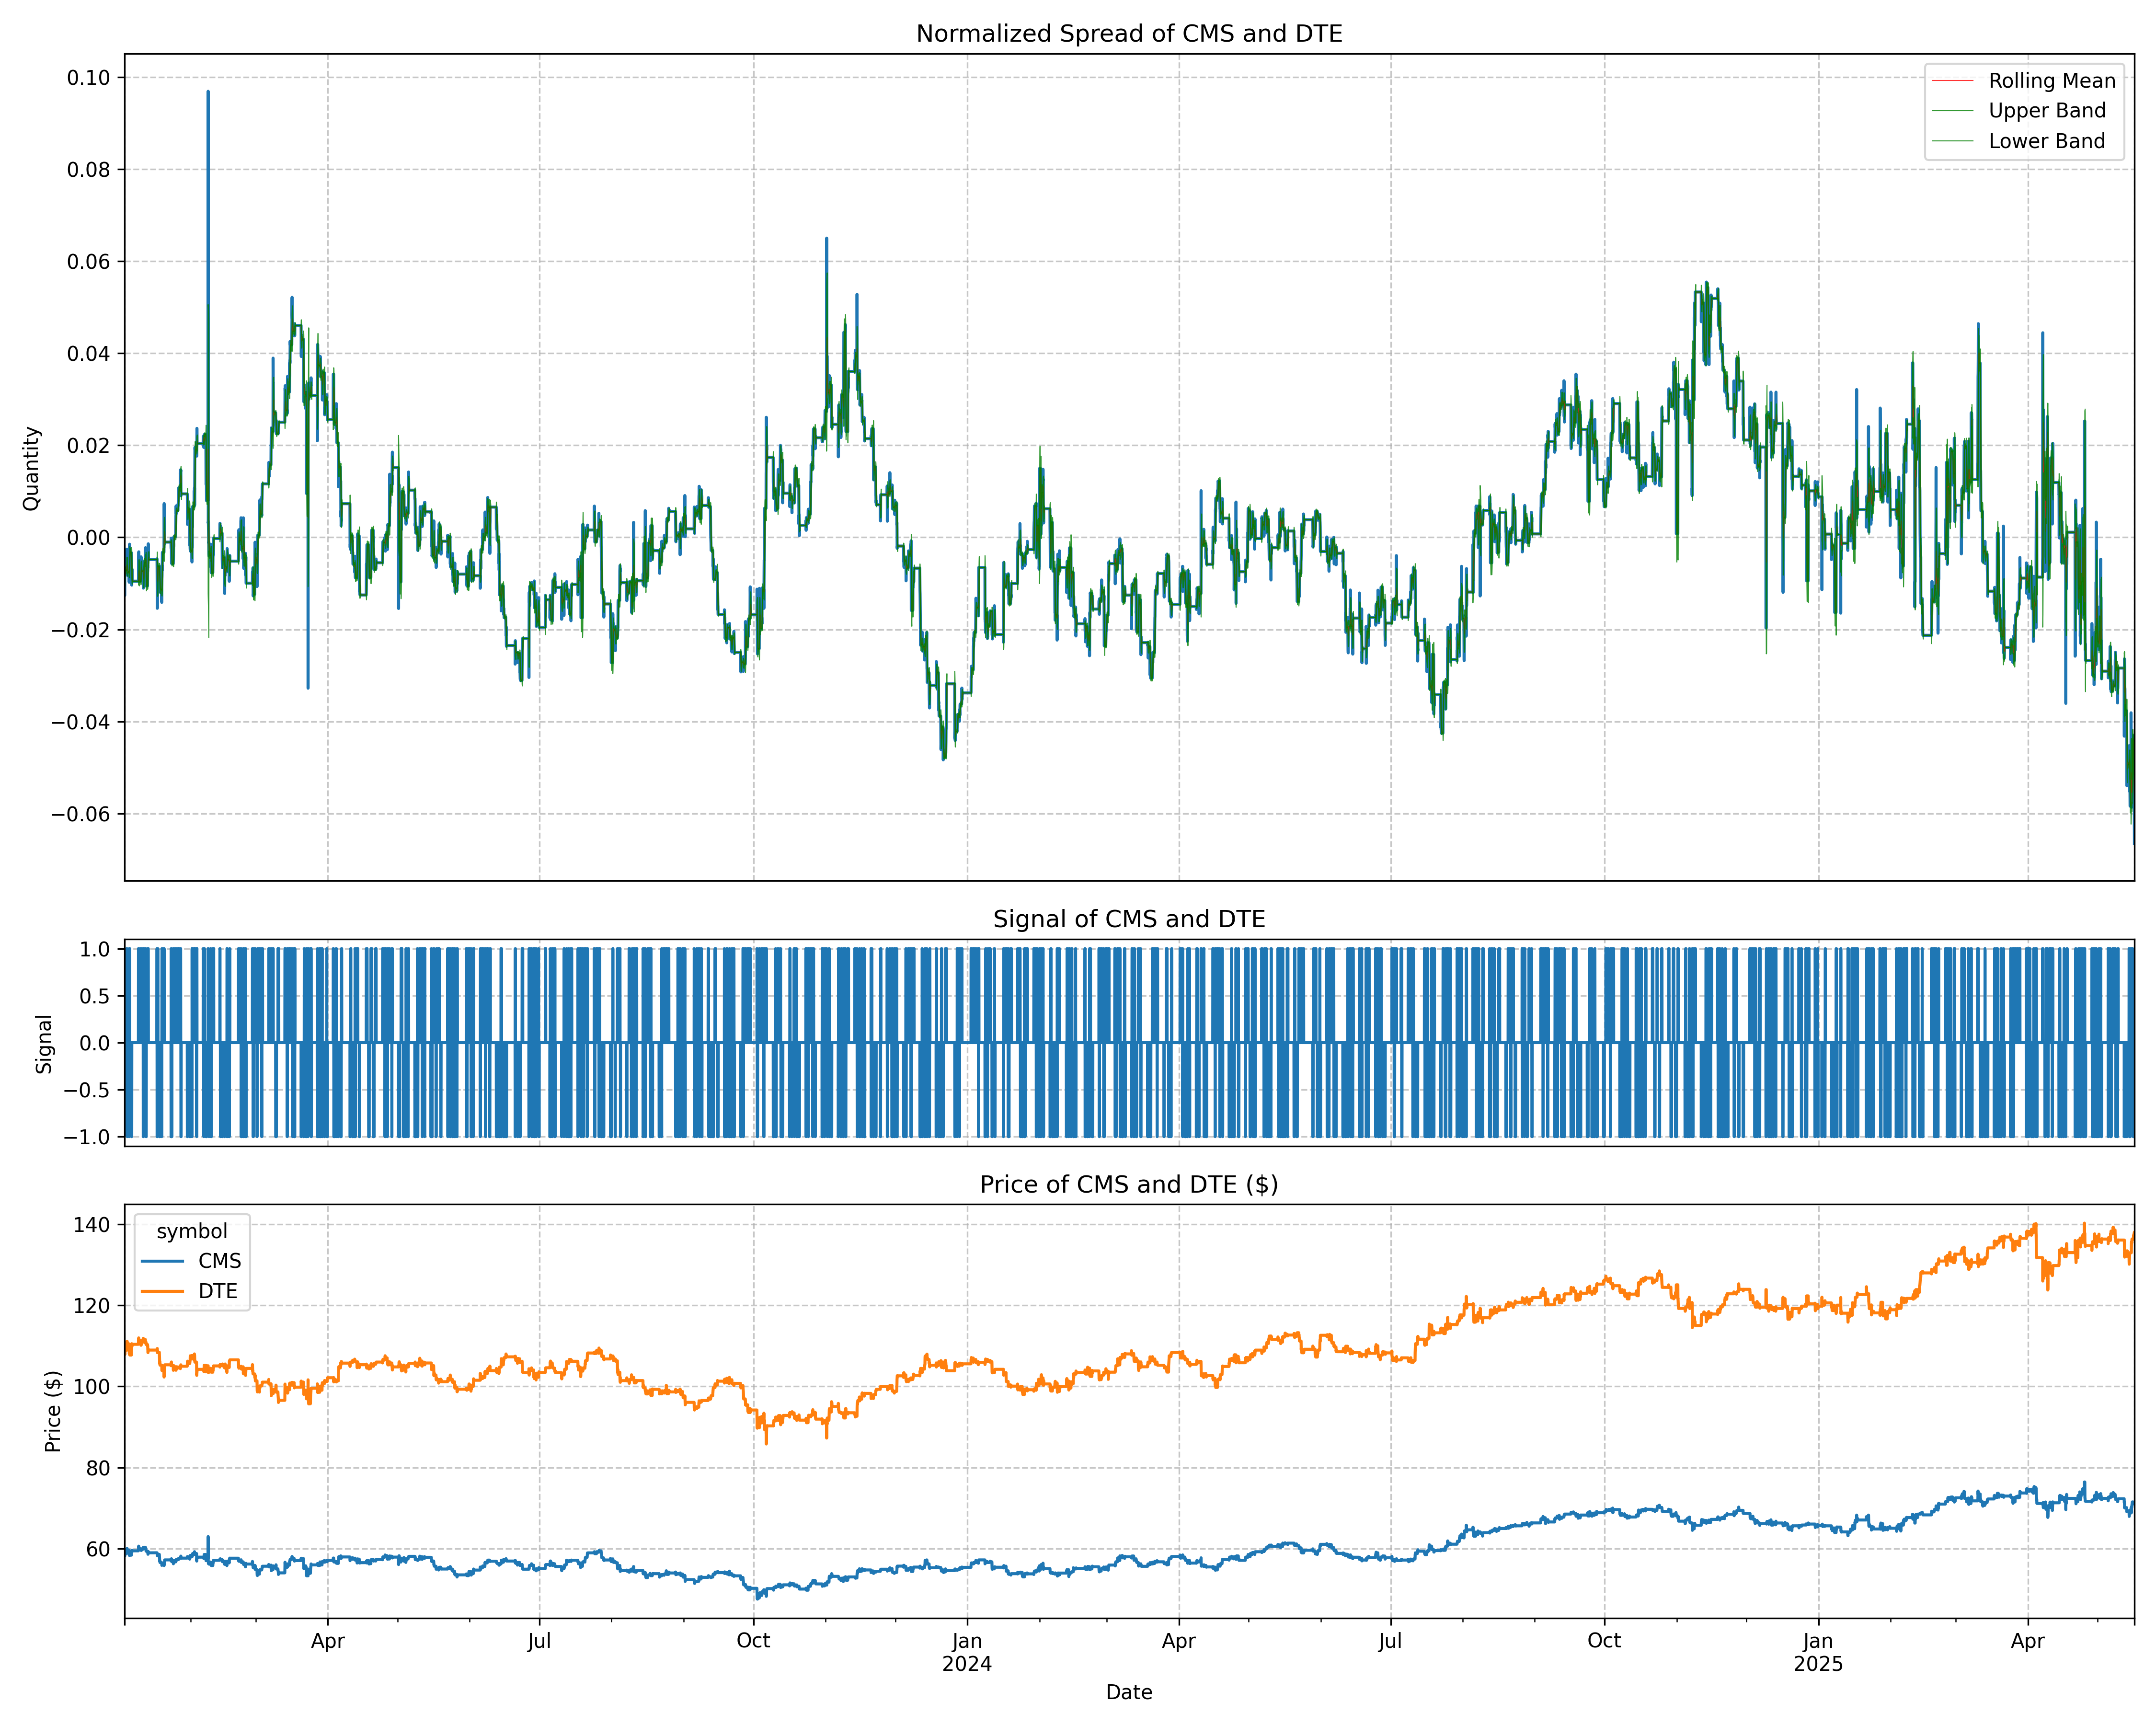 Normalized Spread of CMS and DTE
Quantity
0.10
0.08
0.06
0.04
0.02
0.00
−0.02
−0.04
−0.06
Rolling Mean
Upper Band
Lower Band
Signal of CMS and DTE
Signal
1.0
0.5
0.0
−0.5
−1.0
Price of CMS and DTE ($)
Price ($)
140
120
100
80
60
symbol
CMS
DTE
Apr
Jul
Oct
Jan
2024
Apr
Jul
Oct
Jan
2025
Apr
Date